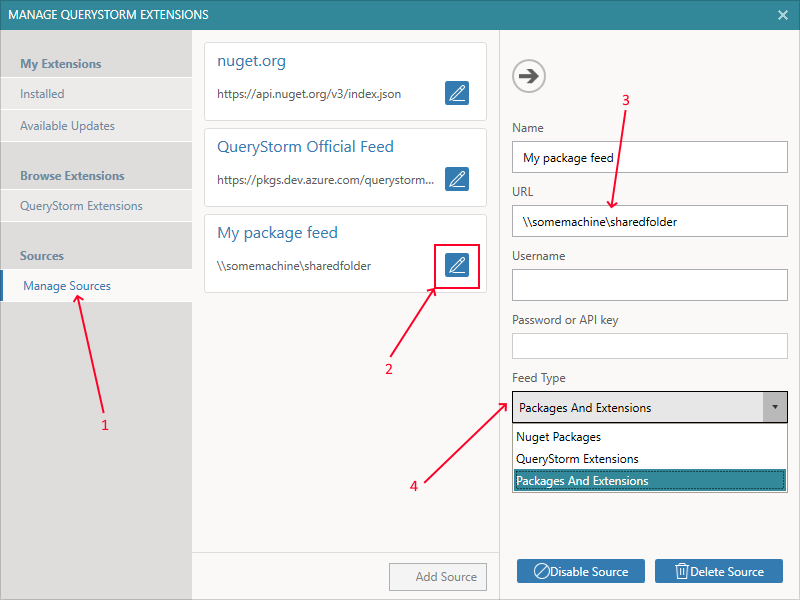 MANAGE QUERYSTORM EXTENSIONS
My Extensions
Installed
Available Updates
Browse Extensions
QueryStorm Extensions
Sources
Manage Sources
1
nuget.org
https://api.nuget.org/v3/index.json
QueryStorm Official Feed
https://pkgs.dev.azure.com/querystorm...
My package feed
\\somemachine\sharedfolder
2
Add Source
3
Name
My package feed
URL
\\somemachine\sharedfolder
Username
Password or API key
Feed Type
Packages And Extensions
Nuget Packages
QueryStorm Extensions
Packages And Extensions
4
Disable Source
Delete Source